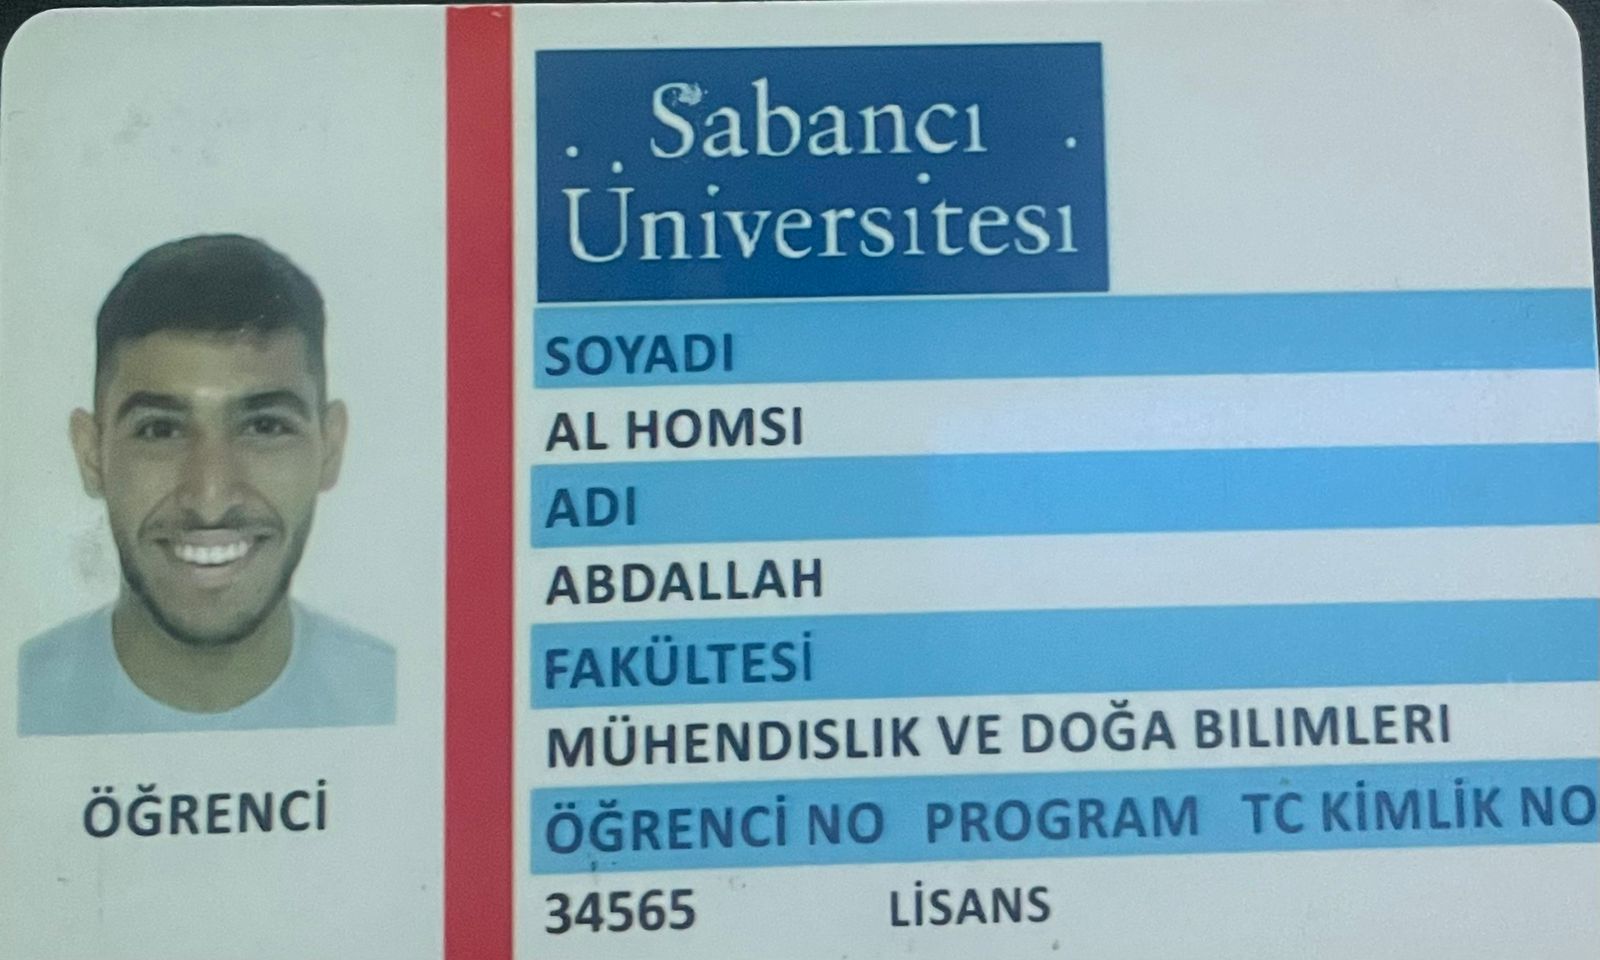 Sabancı
Üniversitesi
SOYADI
AL HOMSI
ADI
ABDALLAH
FAKÜLTESİ
MÜHENDISLIK VE DOĞA BILIMLERI
ÖĞRENCİ
ÖĞRENCİ NO PROGRAM TC KİMLİK NO
34565 LİSANS